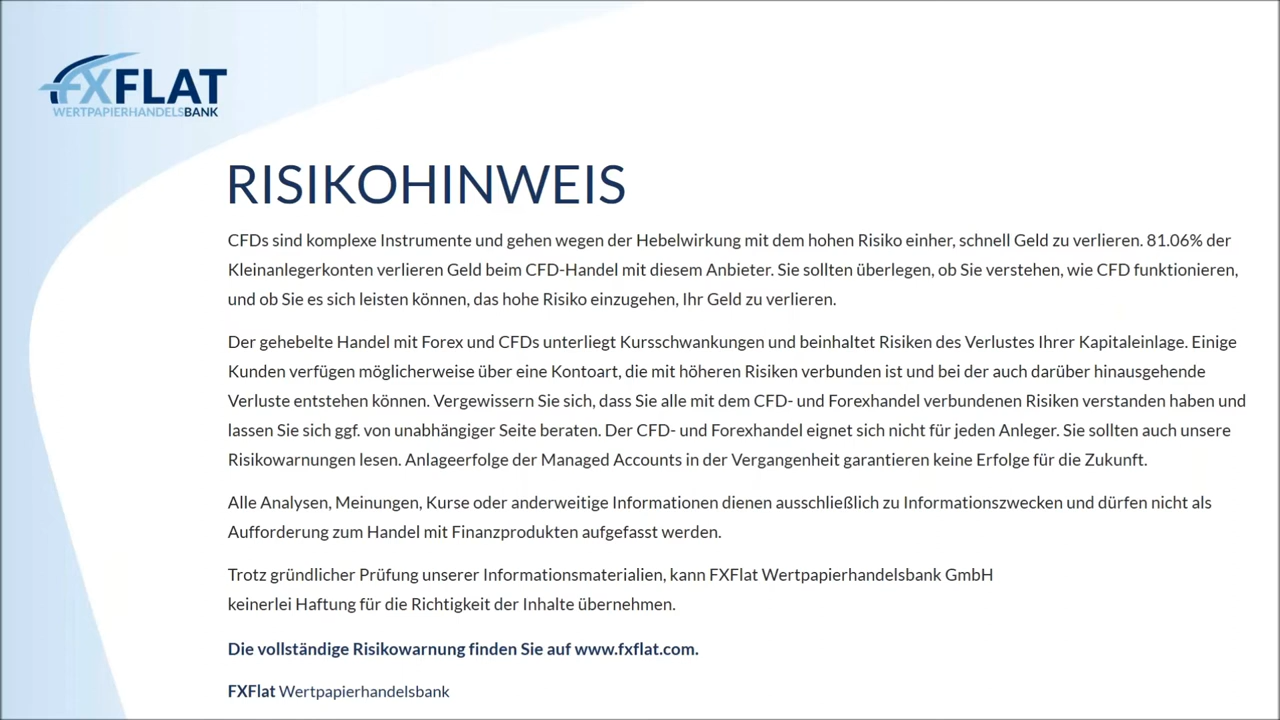 FXFLAT
WERTPAPIERHANDELSBANK
RISIKOHINWEIS
CFDs sind komplexe Instrumente und gehen wegen der Hebelwirkung mit dem hohen Risiko einher, schnell Geld zu verlieren. 81.06% der
Kleinanlegerkonten verlieren Geld beim CFD-Handel mit diesem Anbieter. Sie sollten überlegen, ob Sie verstehen, wie CFD funktionieren,
und ob Sie es sich leisten können, das hohe Risiko einzugehen, Ihr Geld zu verlieren.
Der gehebelte Handel mit Forex und CFDs unterliegt Kursschwankungen und beinhaltet Risiken des Verlustes Ihrer Kapitaleinlage. Einige
Kunden verfügen möglicherweise über eine Kontoart, die mit höheren Risiken verbunden ist und bei der auch darüber hinausgehende
Verluste entstehen können. Vergewissern Sie sich, dass Sie alle mit dem CFD- und Forexhandel verbundenen Risiken verstanden haben und
lassen Sie sich ggf. von unabhängiger Seite beraten. Der CFD- und Forexhandel eignet sich nicht für jeden Anleger. Sie sollten auch unsere
Risikowarnungen lesen. Anlageerfolge der Managed Accounts in der Vergangenheit garantieren keine Erfolge für die Zukunft.
Alle Analysen, Meinungen, Kurse oder anderweitige Informationen dienen ausschließlich zu Informationszwecken und dürfen nicht als
Aufforderung zum Handel mit Finanzprodukten aufgefasst werden.
Trotz gründlicher Prüfung unserer Informationsmaterialien, kann FXFlat Wertpapierhandelsbank GmbH
keinerlei Haftung für die Richtigkeit der Inhalte übernehmen.
Die vollständige Risikowarnung finden Sie auf www.fxflat.com.
FXFlat Wertpapierhandelsbank